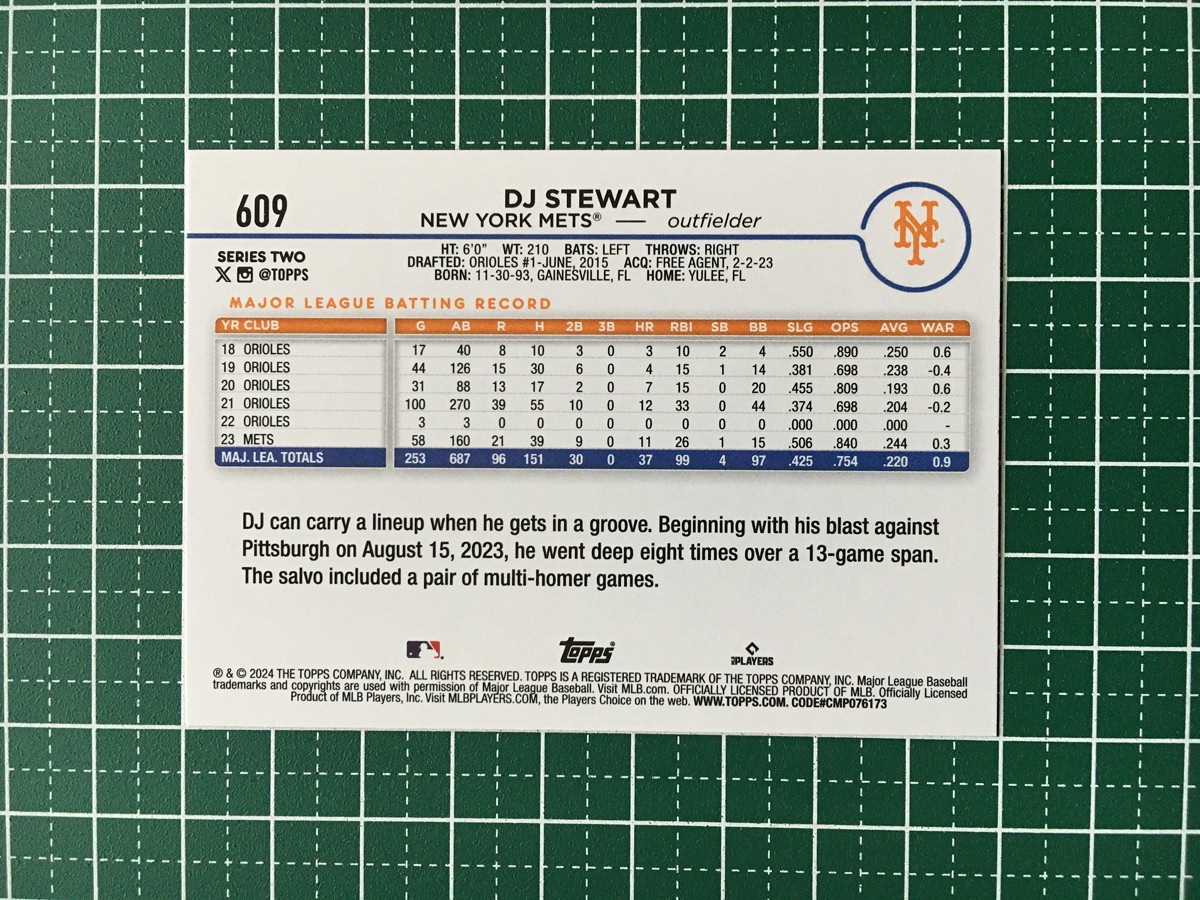 609
DJ STEWART
NEW YORK METS® — outfielder
NY
SERIES TWO
@TOPPS
HT: 6'0" WT: 210 BATS: LEFT THROWS: RIGHT
DRAFTED: ORIOLES #1-JUNE, 2015 ACQ: FREE AGENT, 2-2-23
BORN: 11-30-93, GAINESVILLE, FL HOME: YULEE, FL
MAJOR LEAGUE BATTING RECORD
YR CLUB G AB R H 2B 3B HR RBI SB BB SLG OPS AVG WAR
18 ORIOLES 17 40 8 10 3 0 3 10 2 4 .550 .890 .250 0.6
19 ORIOLES 44 126 15 30 6 0 4 15 1 14 .381 .698 .238 -0.4
20 ORIOLES 31 88 13 17 2 0 7 15 0 20 .455 .809 .193 0.6
21 ORIOLES 100 270 39 55 10 0 12 33 0 44 .374 .698 .204 -0.2
22 ORIOLES 3 3 0 0 0 0 0 0 0 0 .000 .000 .000 -
23 METS 58 160 21 39 9 0 11 26 1 15 .506 .840 .244 0.3
MAJ. LEA. TOTALS 253 687 96 151 30 0 37 99 4 97 .425 .754 .220 0.9
DJ can carry a lineup when he gets in a groove. Beginning with his blast against
Pittsburgh on August 15, 2023, he went deep eight times over a 13-game span.
The salvo included a pair of multi-homer games.
Topps®
MLBPLAYERS
® & © 2024 THE TOPPS COMPANY, INC. ALL RIGHTS RESERVED. TOPPS IS A REGISTERED TRADEMARK OF THE TOPPS COMPANY, INC. Major League Baseball
trademarks and copyrights are used with permission of Major League Baseball. Visit MLB.com. OFFICIALLY LICENSED PRODUCT OF MLB. Officially Licensed
Product of MLB Players, Inc. Visit MLBPLAYERS.COM, the Players Choice on the web. WWW.TOPPS.COM. CODE#CMP076173